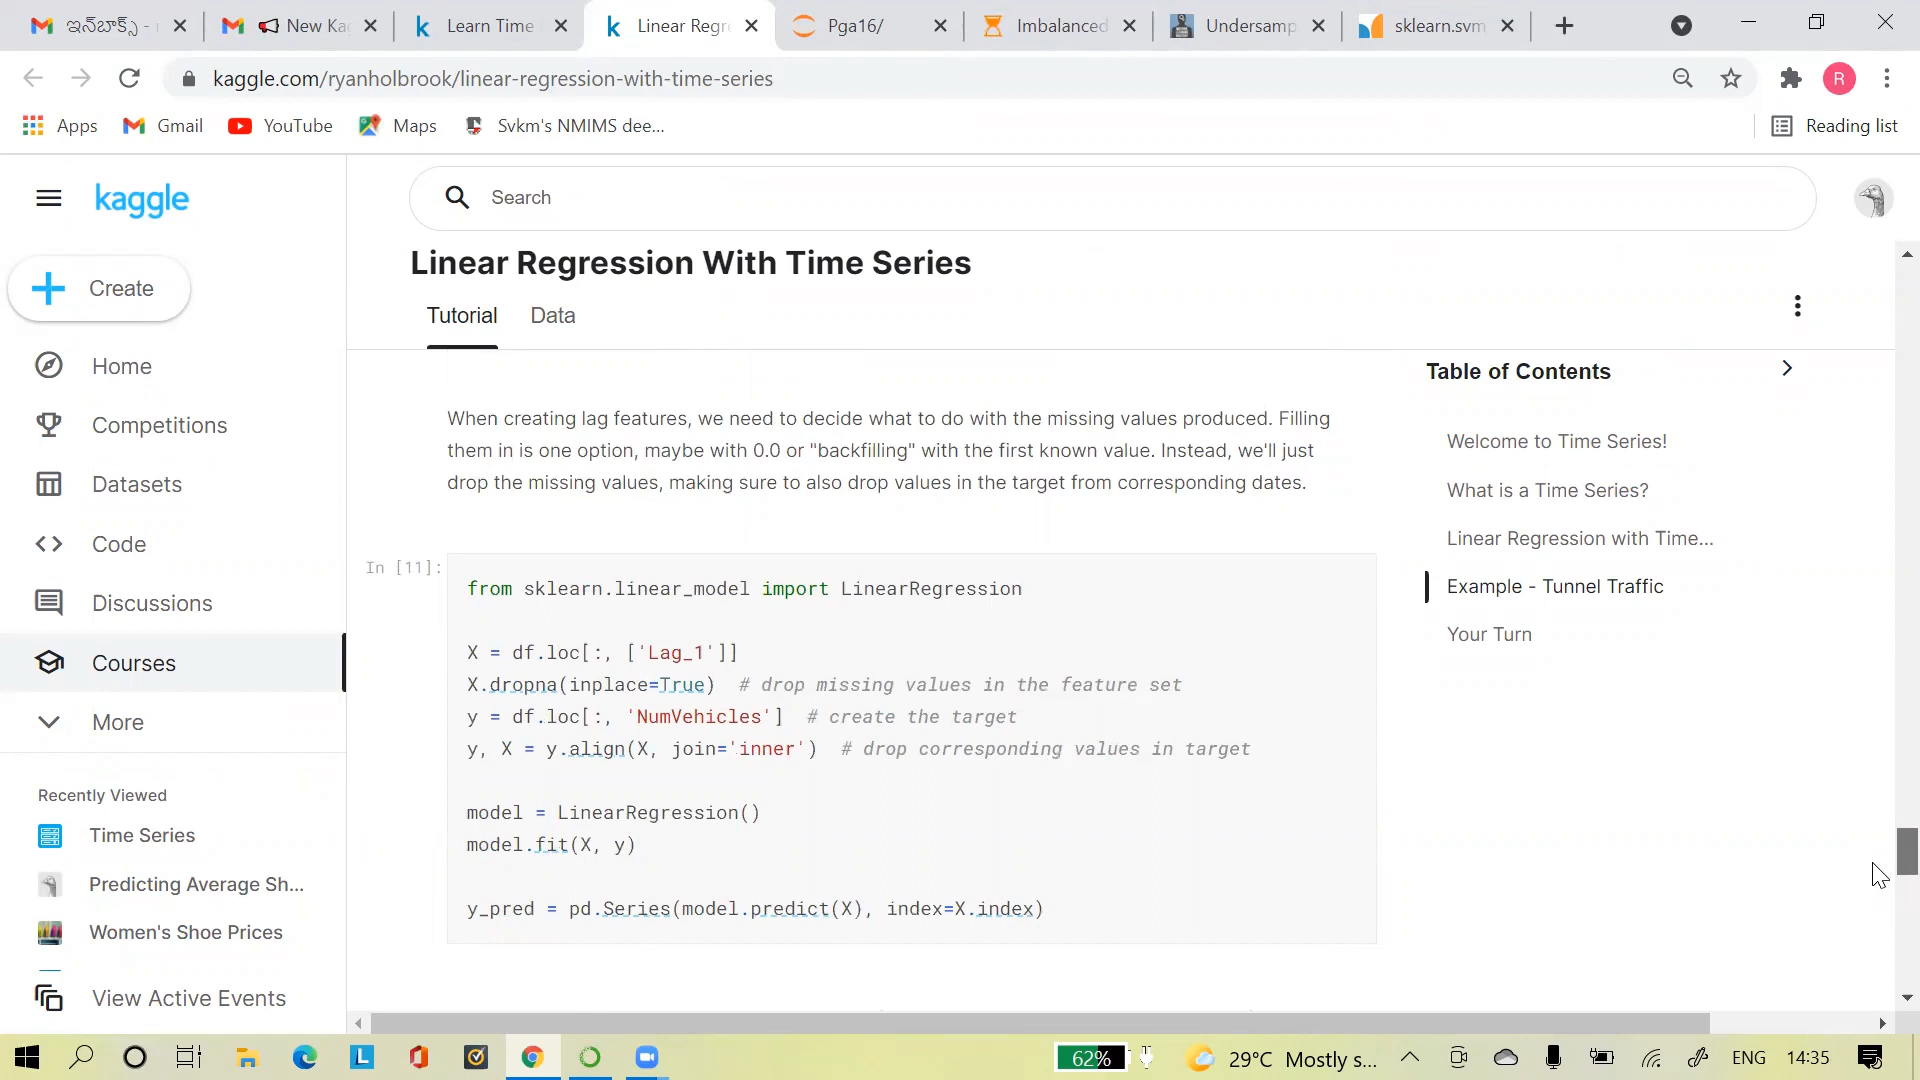 ఇన్‌బాక్స్ -
New Kag
Learn Time
Linear Regre
Pga16/
Imbalanced
Undersamp
sklearn.svm
kaggle.com/ryanholbrook/linear-regression-with-time-series
R
Apps
Gmail
YouTube
Maps
Svkm's NMIMS dee...
Reading list
kaggle
Search
Create
Home
Competitions
Datasets
Code
Discussions
Courses
More
Recently Viewed
Time Series
Predicting Average Sh...
Women's Shoe Prices
View Active Events
Linear Regression With Time Series
Tutorial
Data
When creating lag features, we need to decide what to do with the missing values produced. Filling
them in is one option, maybe with 0.0 or "backfilling" with the first known value. Instead, we'll just
drop the missing values, making sure to also drop values in the target from corresponding dates.
In [11]:
from sklearn.linear_model import LinearRegression
X = df.loc[:, ['Lag_1']]
X.dropna(inplace=True)  # drop missing values in the feature set
y = df.loc[:, 'NumVehicles']  # create the target
y, X = y.align(X, join='inner')  # drop corresponding values in target
model = LinearRegression()
model.fit(X, y)
y_pred = pd.Series(model.predict(X), index=X.index)
Table of Contents
Welcome to Time Series!
What is a Time Series?
Linear Regression with Time...
Example - Tunnel Traffic
Your Turn
L
62%
29°C Mostly s...
ENG
14:35